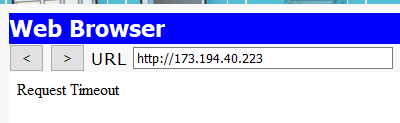 Web Browser
< > URL http://173.194.40.223
Request Timeout